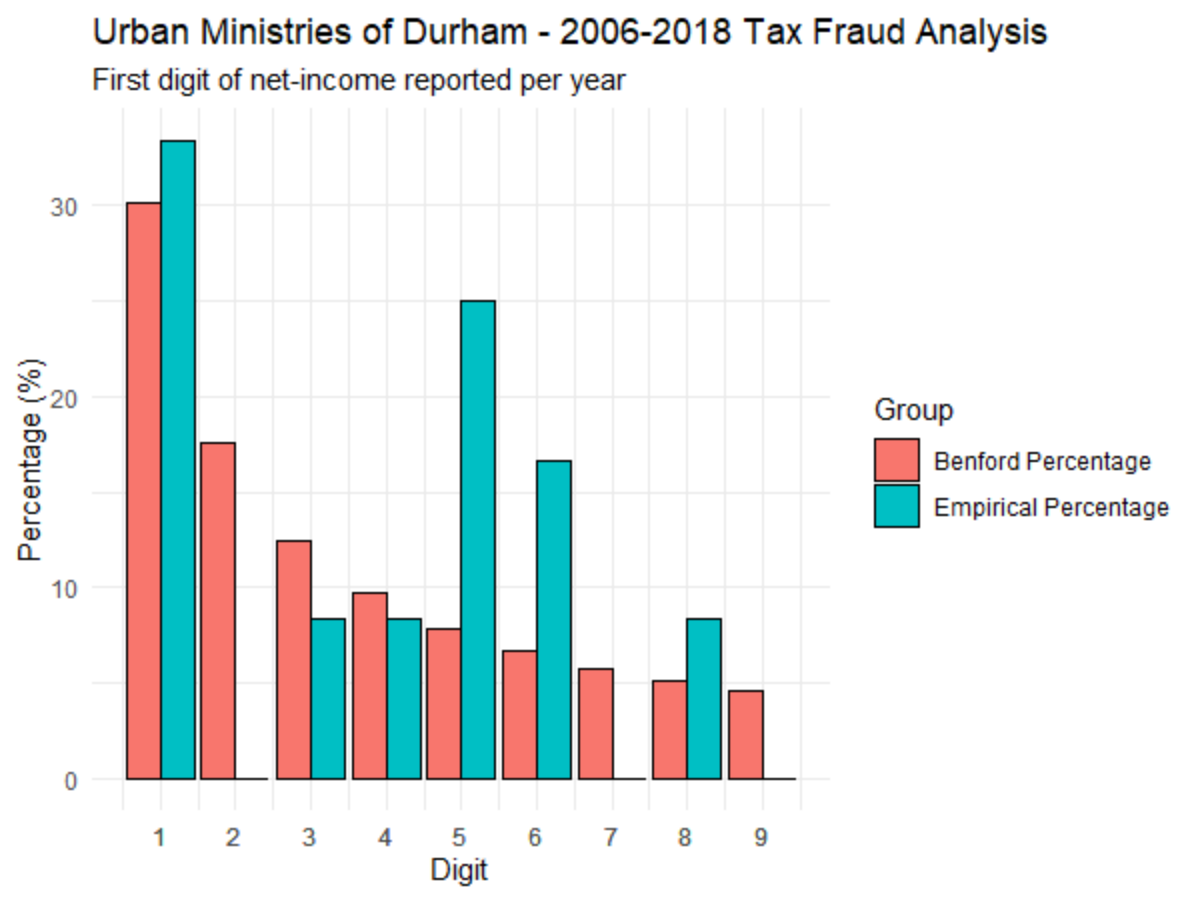 Urban Ministries of Durham - 2006-2018 Tax Fraud Analysis
First digit of net-income reported per year
Percentage (%)
30
20
10
0
1 2 3 4 5 6 7 8 9
Digit
Group
Benford Percentage
Empirical Percentage